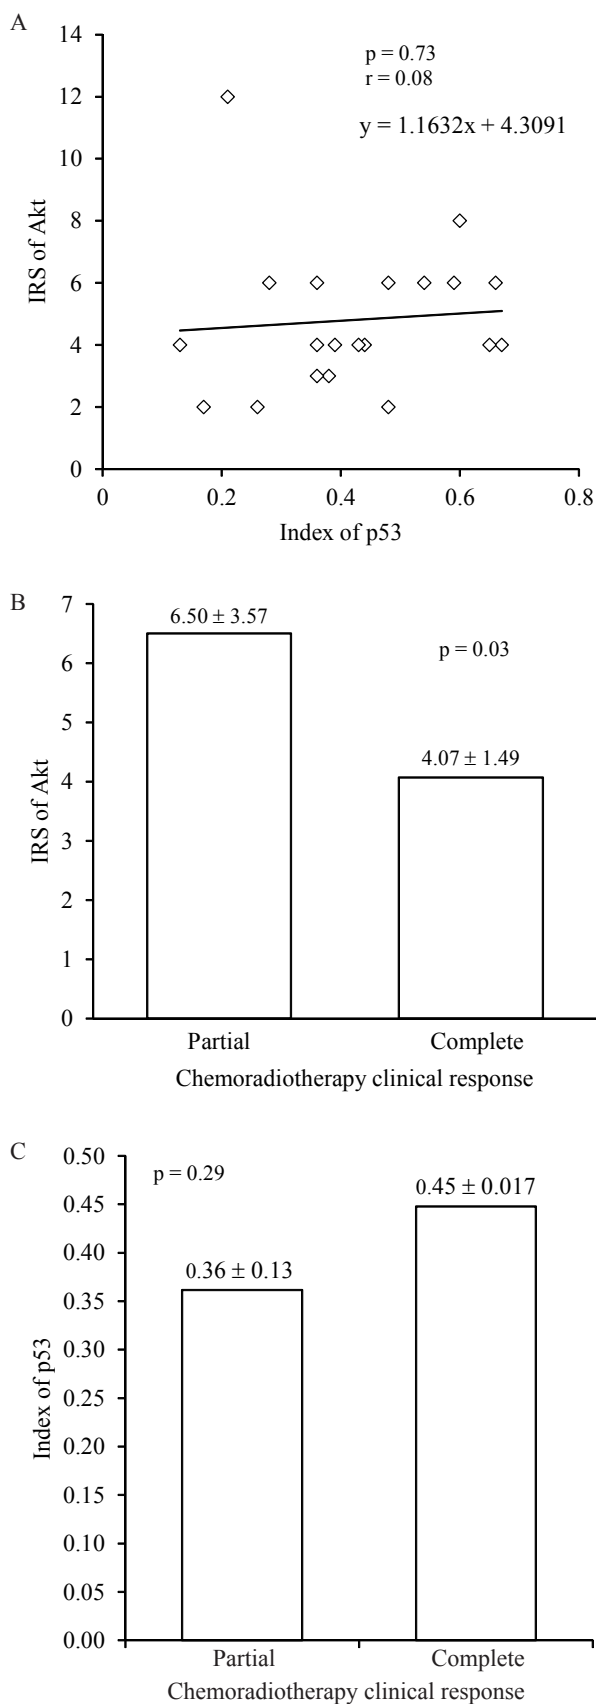 A
14
12
10
8
6
4
2
0
IRS of Akt
p = 0.73
r = 0.08
y = 1.1632x + 4.3091
0 0.2 0.4 0.6 0.8
Index of p53
B
7
6
5
4
3
2
1
0
IRS of Akt
6.50 ± 3.57
p = 0.03
4.07 ± 1.49
Partial Complete
Chemoradiotherapy clinical response
C
0.50
0.45
0.40
0.35
0.30
0.25
0.20
0.15
0.10
0.05
0.00
Index of p53
p = 0.29
0.45 ± 0.017
0.36 ± 0.13
Partial Complete
Chemoradiotherapy clinical response